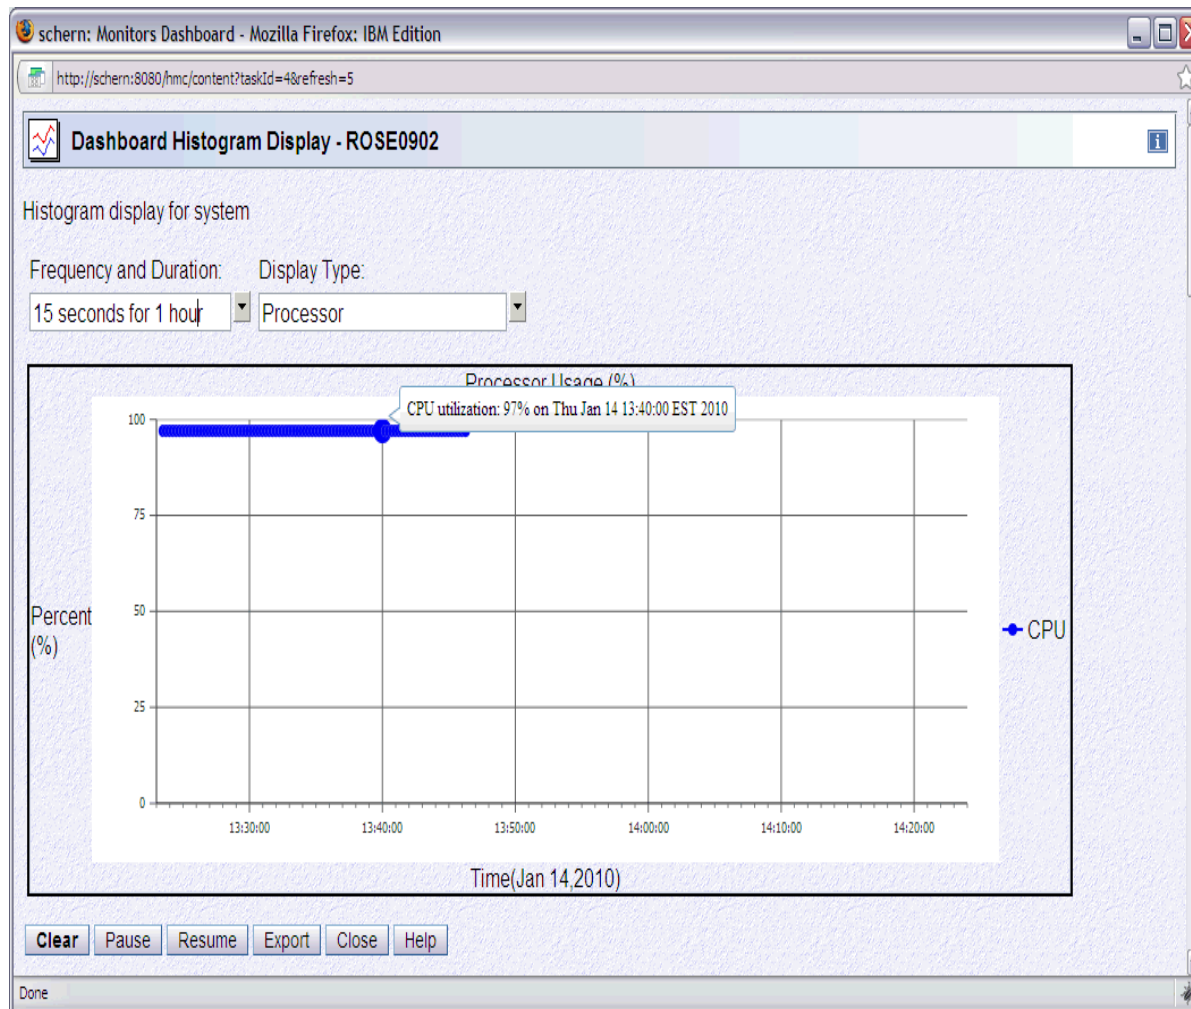 schern: Monitors Dashboard - Mozilla Firefox: IBM Edition
http://schern:8080/hmc/content?taskId=4&refresh=5
Dashboard Histogram Display - ROSE0902
i
Histogram display for system
Frequency and Duration: Display Type:
15 seconds for 1 hour Processor
Processor Usage (%)
CPU utilization: 97% on Thu Jan 14 13:40:00 EST 2010
100
75
50
25
0
Percent
(%)
CPU
13:30:00 13:40:00 13:50:00 14:00:00 14:10:00 14:20:00
Time(Jan 14,2010)
Clear Pause Resume Export Close Help
Done